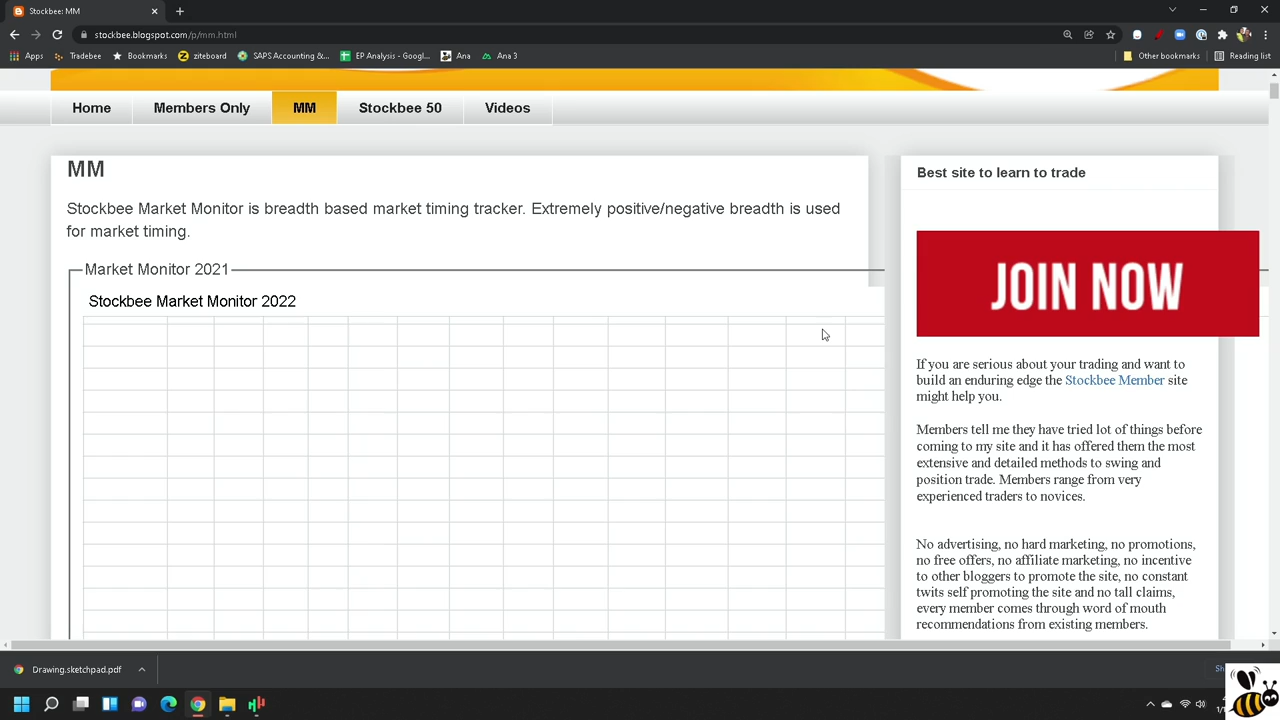 Stockbee: MM
stockbee.blogspot.com/p/mm.html
Apps Tradebee Bookmarks ziteboard SAPS Accounting &... EP Analysis - Googl... Ana Ana 3 Other bookmarks Reading list
Home Members Only MM Stockbee 50 Videos
MM
Stockbee Market Monitor is breadth based market timing tracker. Extremely positive/negative breadth is used
for market timing.
Market Monitor 2021
Stockbee Market Monitor 2022
Best site to learn to trade
JOIN NOW
If you are serious about your trading and want to
build an enduring edge the Stockbee Member site
might help you.
Members tell me they have tried lot of things before
coming to my site and it has offered them the most
extensive and detailed methods to swing and
position trade. Members range from very
experienced traders to novices.
No advertising, no hard marketing, no promotions,
no free offers, no affiliate marketing, no incentive
to other bloggers to promote the site, no constant
twits self promoting the site and no tall claims,
every member comes through word of mouth
recommendations from existing members.
Drawing.sketchpad.pdf